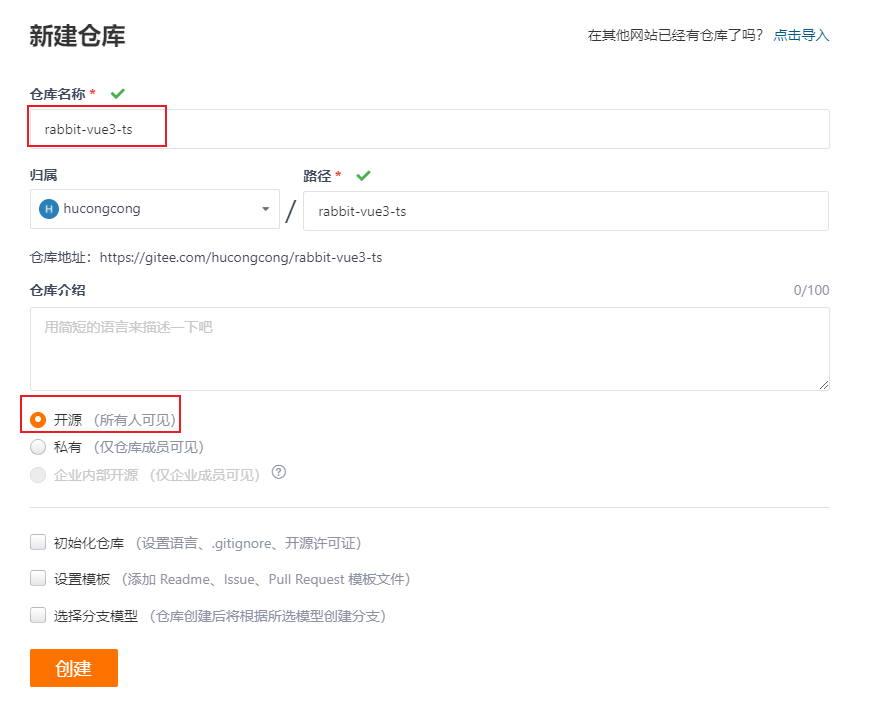 新建仓库
在其他网站已经有仓库了吗? 点击导入
仓库名称 *
rabbit-vue3-ts
归属
路径 *
H hucongcong / rabbit-vue3-ts
仓库地址：https://gitee.com/hucongcong/rabbit-vue3-ts
仓库介绍 0/100
用简短的语言来描述一下吧
开源 （所有人可见）
私有 （仅仓库成员可见）
企业内部开源 （仅企业成员可见） ?
初始化仓库 （设置语言、.gitignore、开源许可证）
设置模板 （添加 Readme、Issue、Pull Request 模板文件）
选择分支模型 （仓库创建后将根据所选模型创建分支）
创建